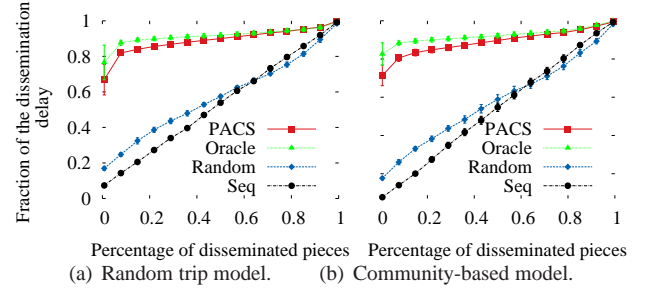 Fraction of the dissemination
delay
1
0.8
0.6
0.4
0.2
0
PACS
Oracle
Random
Seq
0 0.2 0.4 0.6 0.8 1
Percentage of disseminated pieces
(a) Random trip model.
PACS
Oracle
Random
Seq
0 0.2 0.4 0.6 0.8 1
Percentage of disseminated pieces
(b) Community-based model.